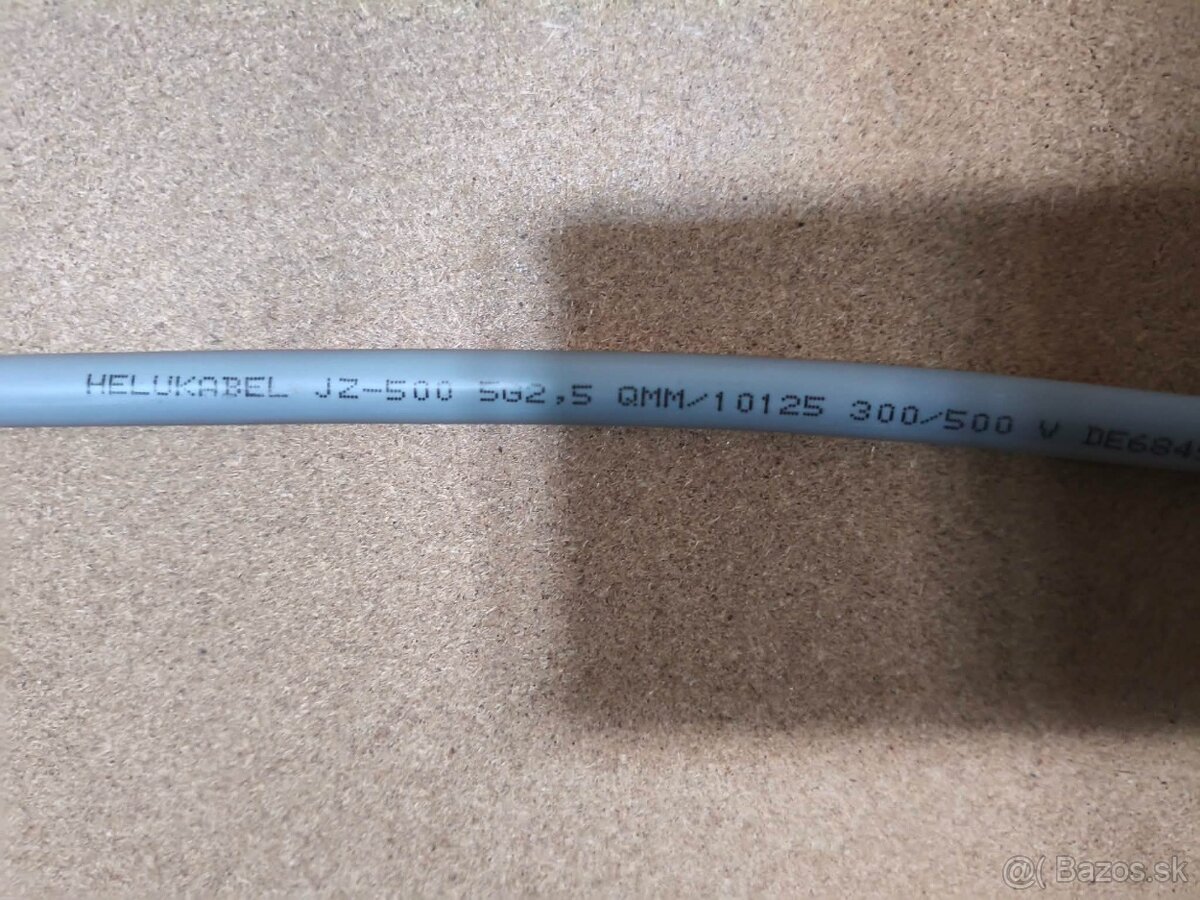 HELUKABEL JZ-500 5G2,5 QMM/10125 300/500 V
@( Bazos.sk